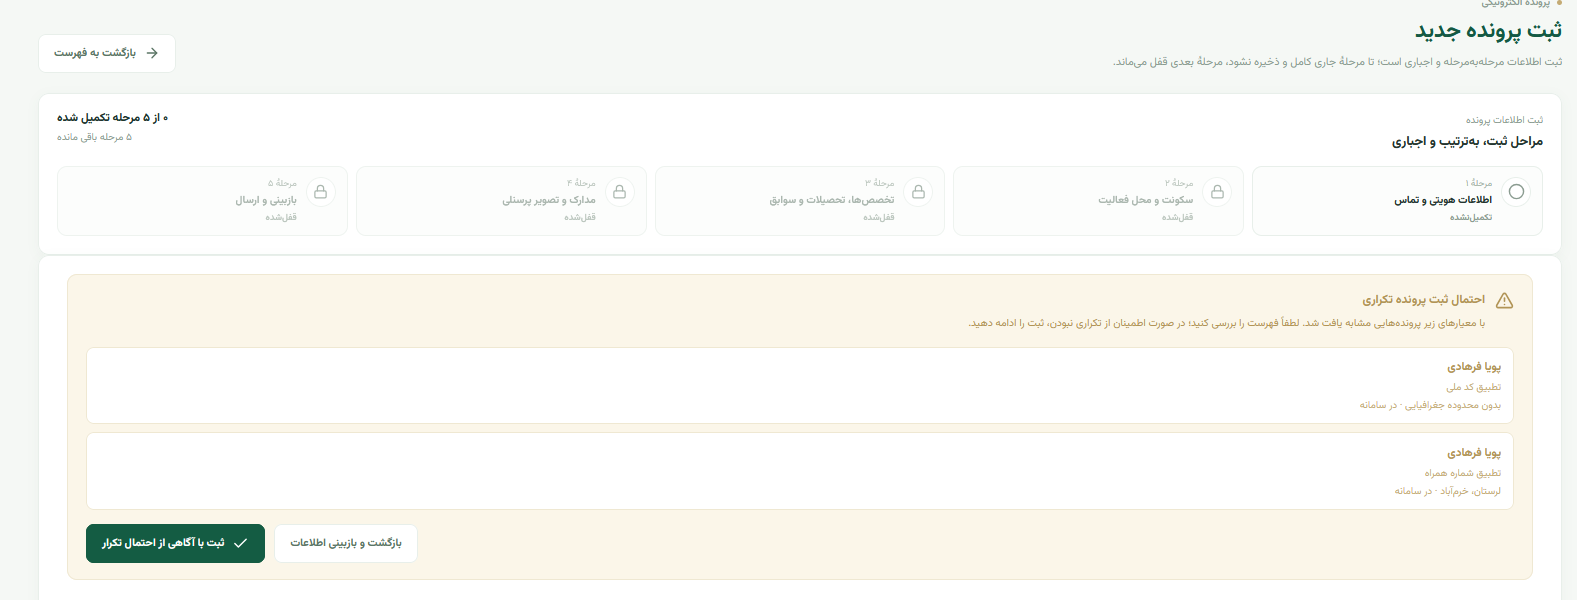 پرونده الکترونیکی
ثبت پرونده جدید
ثبت اطلاعات مرحله‌به‌مرحله و اجباری است؛ تا مرحلهٔ جاری کامل و ذخیره نشود، مرحلهٔ بعدی قفل می‌ماند.
بازگشت به فهرست
ثبت اطلاعات پرونده
مراحل ثبت، به‌ترتیب و اجباری
۰ از ۵ مرحله تکمیل شده
۵ مرحله باقی مانده
مرحلهٔ ۱
اطلاعات هویتی و تماس
تکمیل‌نشده
مرحلهٔ ۲
سکونت و محل فعالیت
قفل‌شده
مرحلهٔ ۳
تخصص‌ها، تحصیلات و سوابق
قفل‌شده
مرحلهٔ ۴
مدارک و تصویر پرسنلی
قفل‌شده
مرحلهٔ ۵
بازبینی و ارسال
قفل‌شده
احتمال ثبت پرونده تکراری
با معیارهای زیر پرونده‌هایی مشابه یافت شد. لطفاً فهرست را بررسی کنید؛ در صورت اطمینان از تکراری نبودن، ثبت را ادامه دهید.
پویا فرهادی
تطبیق کد ملی
بدون محدوده جغرافیایی · در سامانه
پویا فرهادی
تطبیق شماره همراه
لرستان، خرم‌آباد · در سامانه
بازگشت و بازبینی اطلاعات
ثبت با آگاهی از احتمال تکرار